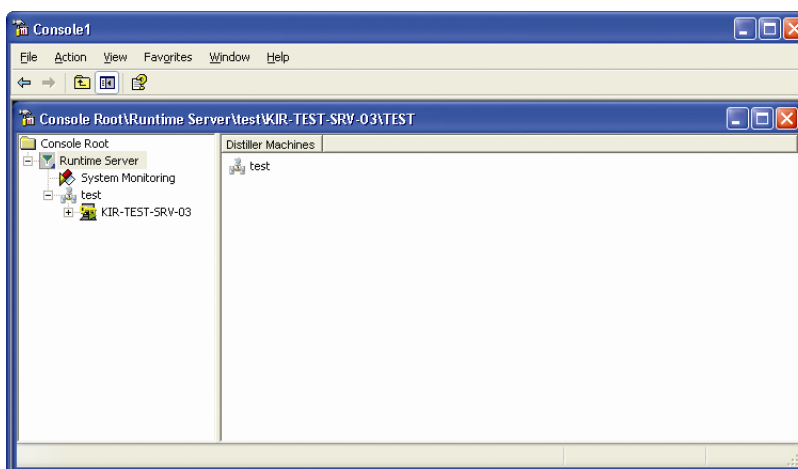 Console1
File Action View Favorites Window Help
Console Root\Runtime Server\test\KIR-TEST-SRV-03\TEST
Console Root
Runtime Server
System Monitoring
test
KIR-TEST-SRV-03
Distiller Machines
test